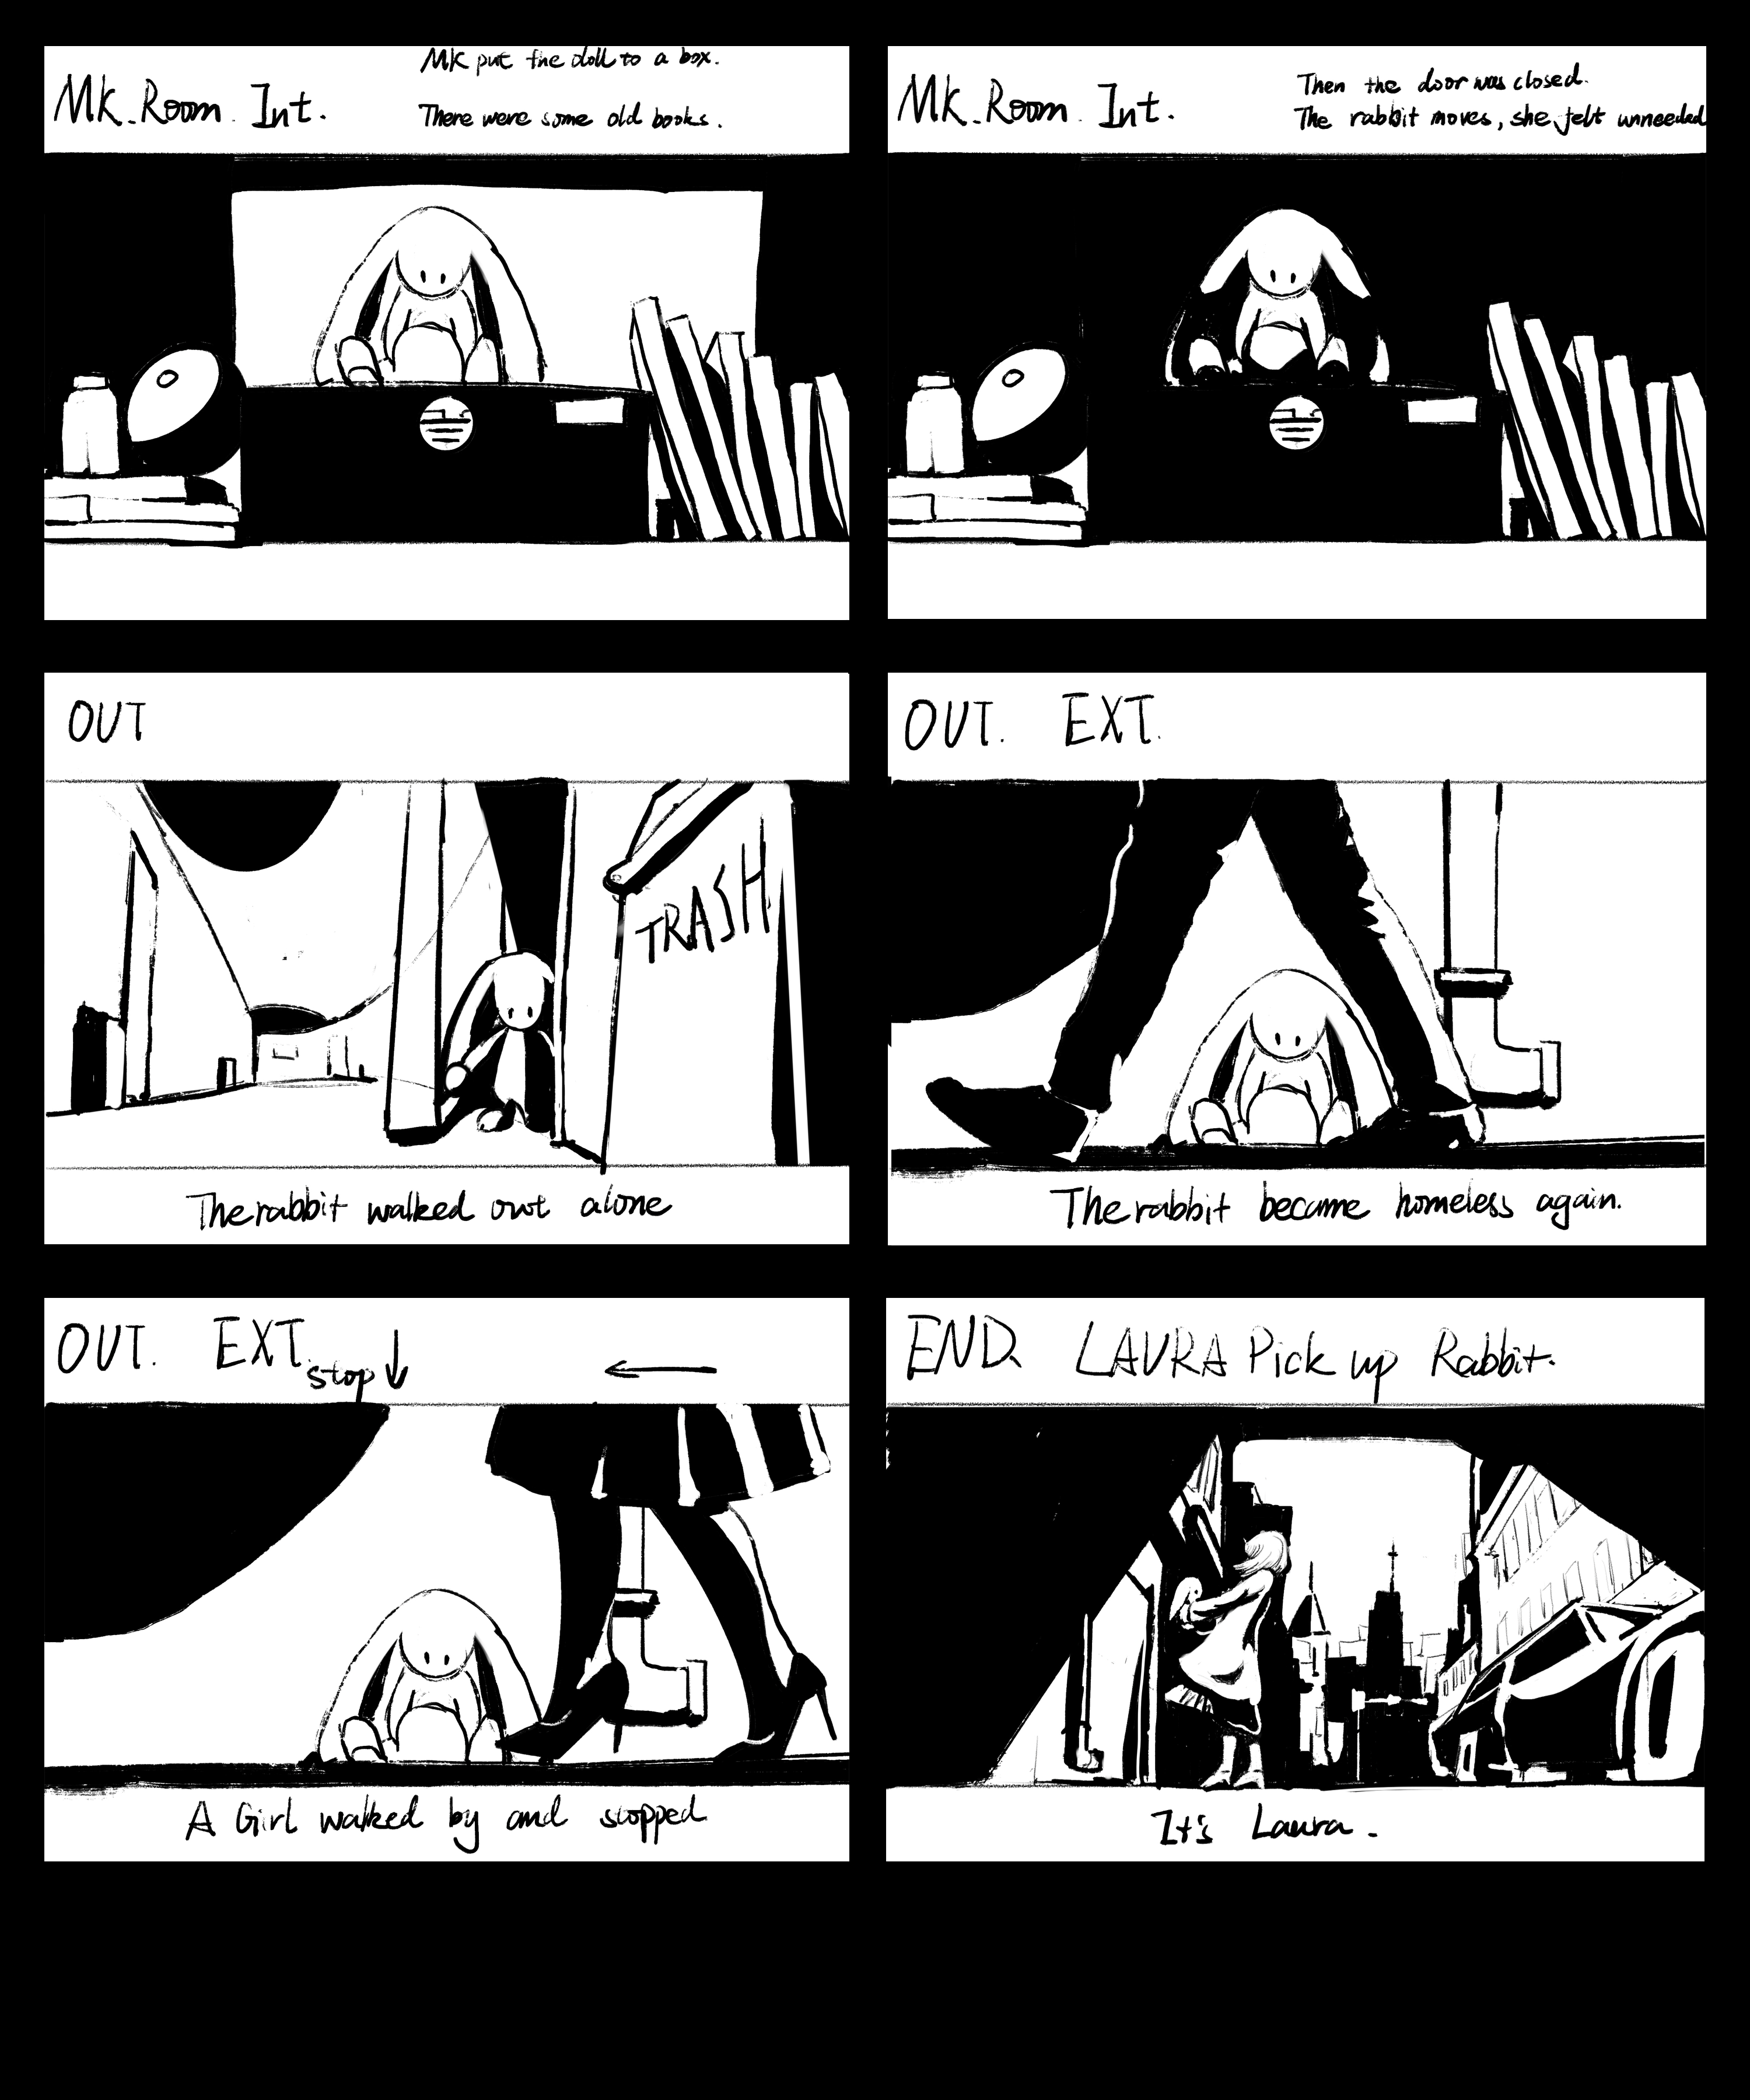 MK put the doll to a box.
MK. Room. Int.
There were some old books.
Then the door was closed.
MK. Room. Int.
The rabbit moves, she felt unneeded
OUT
TRASH
The rabbit walked out alone
OUT. EXT.
The rabbit became homeless again.
OUT. EXT.
stop
A Girl walked by and stopped
END. LAURA Pick up Rabbit.
It's Laura.